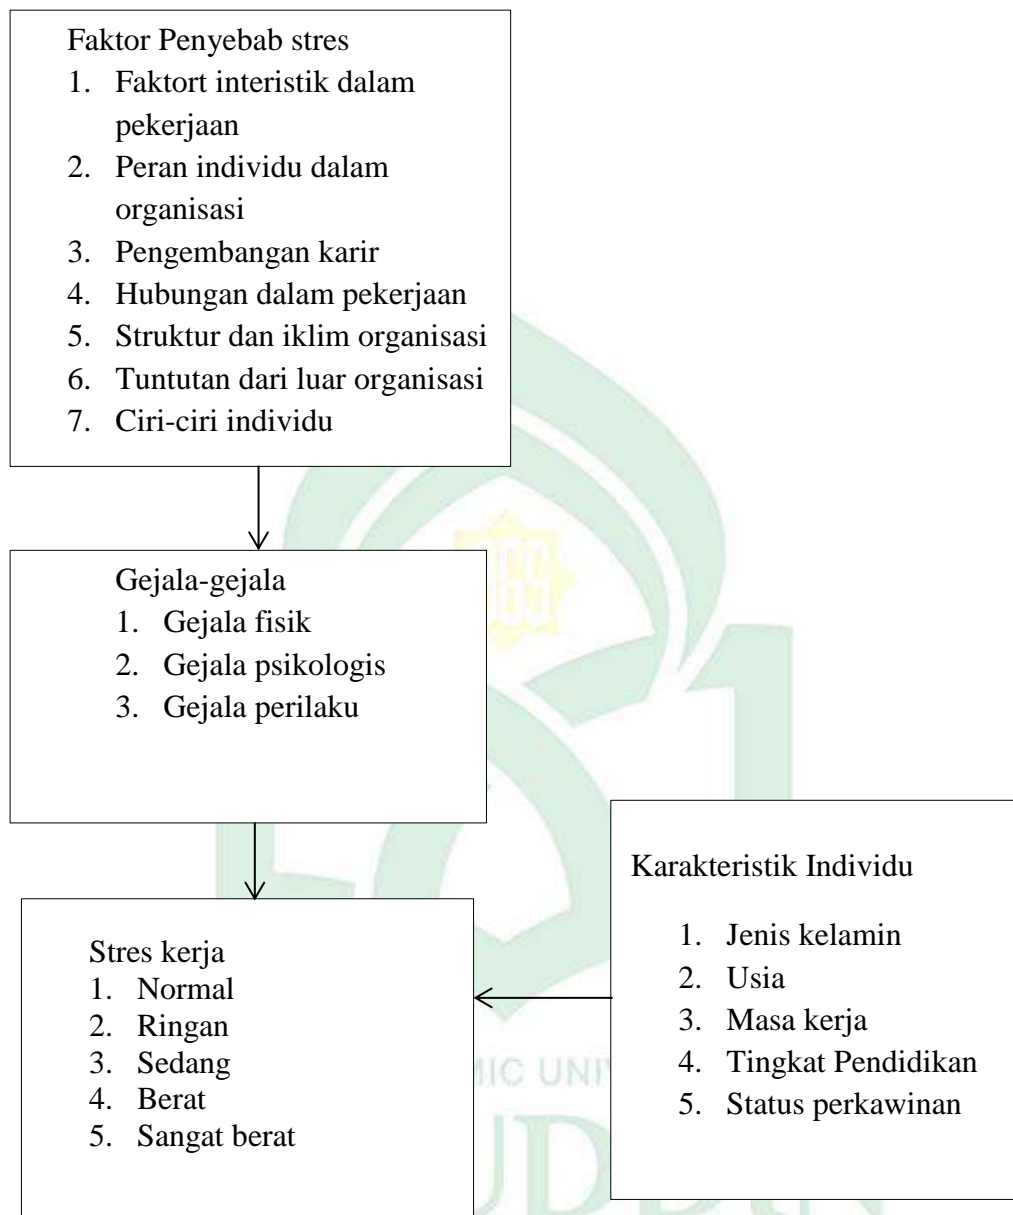 Faktor Penyebab stres
1. Faktort interistik dalam
pekerjaan
2. Peran individu dalam
organisasi
3. Pengembangan karir
4. Hubungan dalam pekerjaan
5. Struktur dan iklim organisasi
6. Tuntutan dari luar organisasi
7. Ciri-ciri individu
Gejala-gejala
1. Gejala fisik
2. Gejala psikologis
3. Gejala perilaku
Stres kerja
1. Normal
2. Ringan
3. Sedang
4. Berat
5. Sangat berat
Karakteristik Individu
1. Jenis kelamin
2. Usia
3. Masa kerja
4. Tingkat Pendidikan
5. Status perkawinan
MIC UNI
UDD